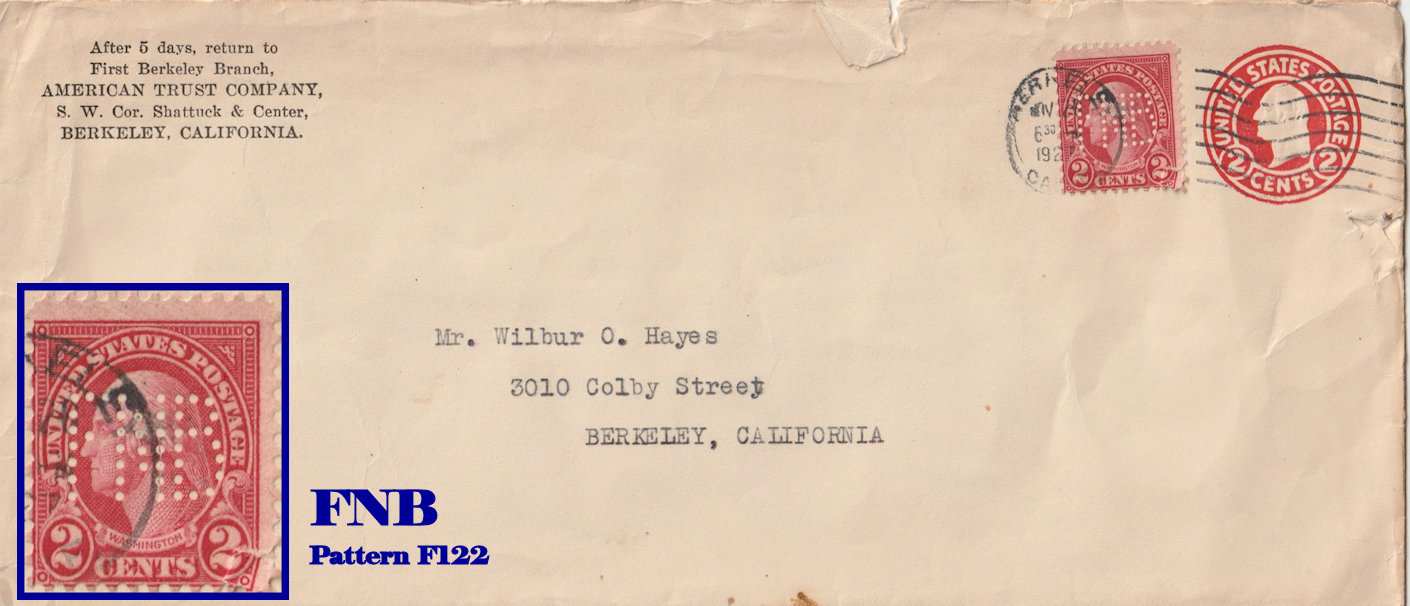 After 5 days, return to
First Berkeley Branch,
AMERICAN TRUST COMPANY,
S. W. Cor. Shattuck & Center,
BERKELEY, CALIFORNIA.
UNITED STATES POSTAGE
WASHINGTON
2 CENTS 2
UNITED STATES POSTAGE
2 CENTS 2
Mr. Wilbur O. Hayes
3010 Colby Street
BERKELEY, CALIFORNIA
UNITED STATES POSTAGE
WASHINGTON
2 CENTS 2
FNB
Pattern F122